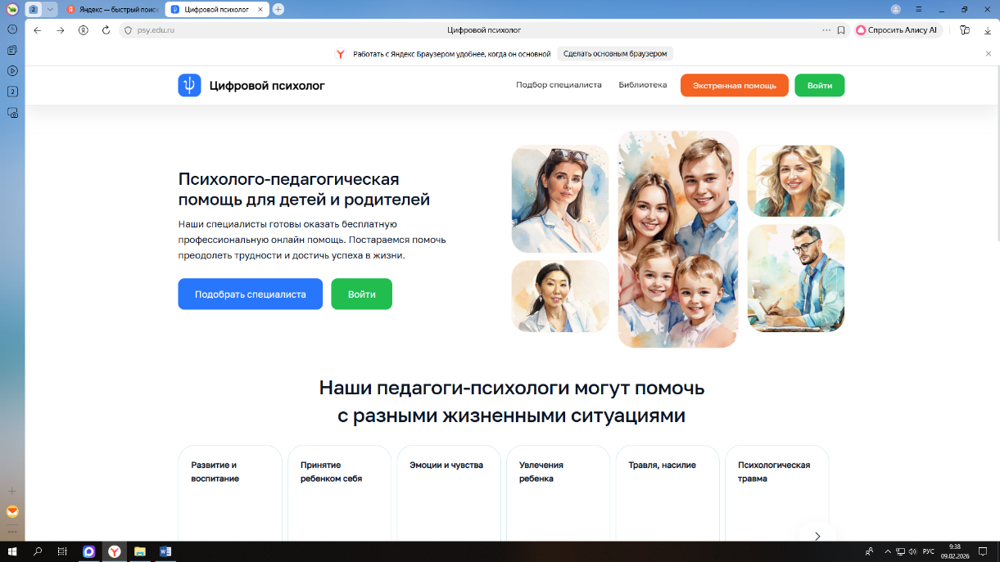 2
Яндекс — быстрый поиск
Цифровой психолог
psy.edu.ru
Цифровой психолог
Спросить Алису AI
2
Работать с Яндекс Браузером удобнее, когда он основной
Сделать основным браузером
Цифровой психолог
Подбор специалиста
Библиотека
Экстренная помощь
Войти
Психолого-педагогическая
помощь для детей и родителей
Наши специалисты готовы оказать бесплатную
профессиональную онлайн помощь. Постараемся помочь
преодолеть трудности и достичь успеха в жизни.
Подобрать специалиста
Войти
Наши педагоги-психологи могут помочь
с разными жизненными ситуациями
Развитие и
воспитание
Принятие
ребенком себя
Эмоции и чувства
Увлечения
ребенка
Травля, насилие
Психологическая
травма
РУС
9:38
09.02.2026